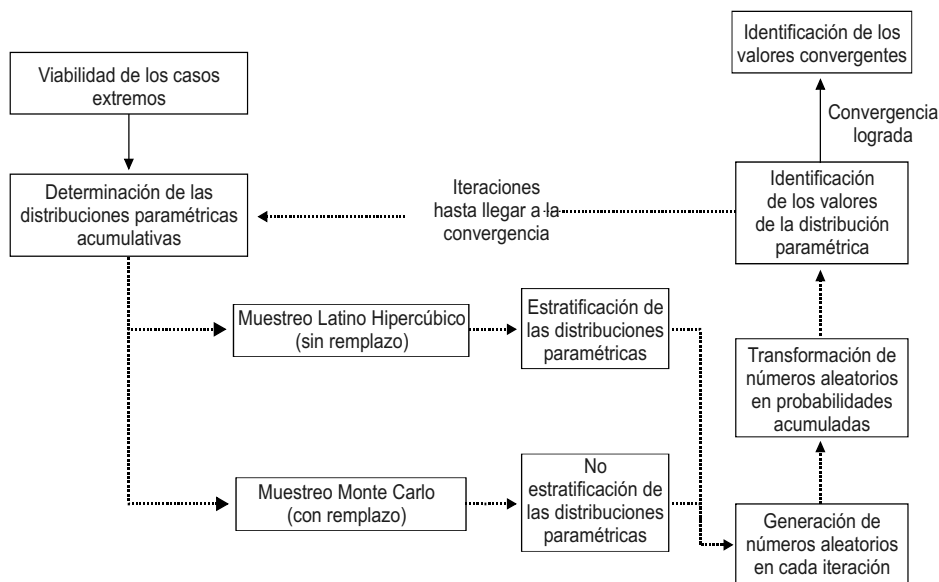 Identificación de los
valores convergentes
Viabilidad de los casos
extremos
Convergencia
lograda
Determinación de las
distribuciones paramétricas
acumulativas
Iteraciones
hasta llegar a la
convergencia
Identificación
de los valores
de la distribución
paramétrica
Muestreo Latino Hipercúbico
(sin remplazo)
Estratificación de
las distribuciones
paramétricas
Transformación de
números aleatorios
en probabilidades
acumuladas
Muestreo Monte Carlo
(con remplazo)
No
estratificación de
las distribuciones
paramétricas
Generación de
números aleatorios
en cada iteración